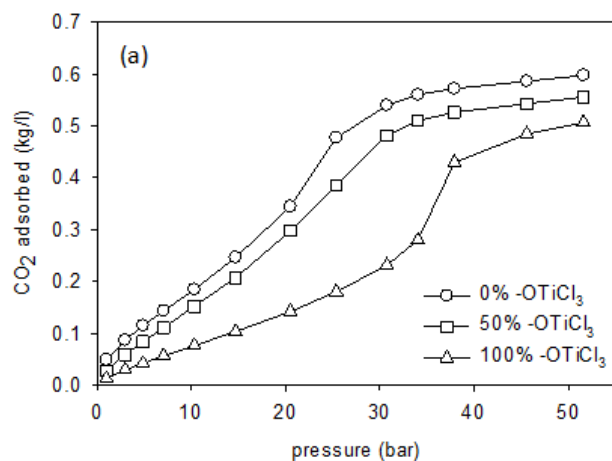 (a)
0.7
0.6
0.5
0.4
0.3
0.2
0.1
0.0
CO₂ adsorbed (kg/l)
0% -OTiCl₃
50% -OTiCl₃
100% -OTiCl₃
0 10 20 30 40 50
pressure (bar)